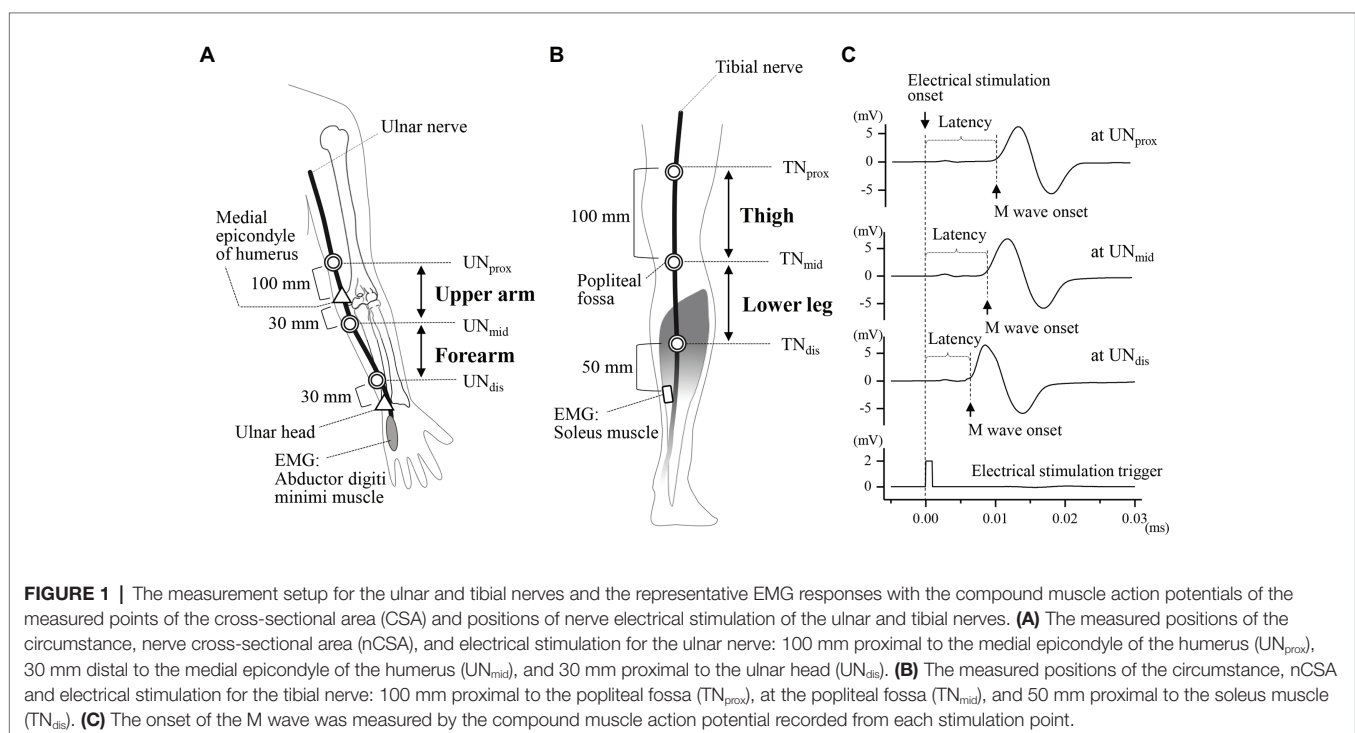 A
Ulnar nerve
Medial
epicondyle
of humerus
100 mm
30 mm
30 mm
Ulnar head
EMG:
Abductor digiti
minimi muscle
UNprox
Upper arm
UNmid
Forearm
UNdis
B
Tibial nerve
TNprox
100 mm
Thigh
TNmid
Popliteal
fossa
Lower leg
TNdis
50 mm
EMG:
Soleus muscle
C
Electrical stimulation
onset
(mV)
Latency
at UNprox
5
0
-5
M wave onset
(mV)
Latency
at UNmid
5
0
-5
M wave onset
(mV)
Latency
at UNdis
5
0
-5
M wave onset
(mV)
2
Electrical stimulation trigger
0
0.00 0.01 0.02 0.03
(ms)
FIGURE 1 | The measurement setup for the ulnar and tibial nerves and the representative EMG responses with the compound muscle action potentials of the
measured points of the cross-sectional area (CSA) and positions of nerve electrical stimulation of the ulnar and tibial nerves. (A) The measured positions of the
circumstance, nerve cross-sectional area (nCSA), and electrical stimulation for the ulnar nerve: 100 mm proximal to the medial epicondyle of the humerus (UNprox),
30 mm distal to the medial epicondyle of the humerus (UNmid), and 30 mm proximal to the ulnar head (UNdis). (B) The measured positions of the circumstance, nCSA
and electrical stimulation for the tibial nerve: 100 mm proximal to the popliteal fossa (TNprox), at the popliteal fossa (TNmid), and 50 mm proximal to the soleus muscle
(TNdis). (C) The onset of the M wave was measured by the compound muscle action potential recorded from each stimulation point.